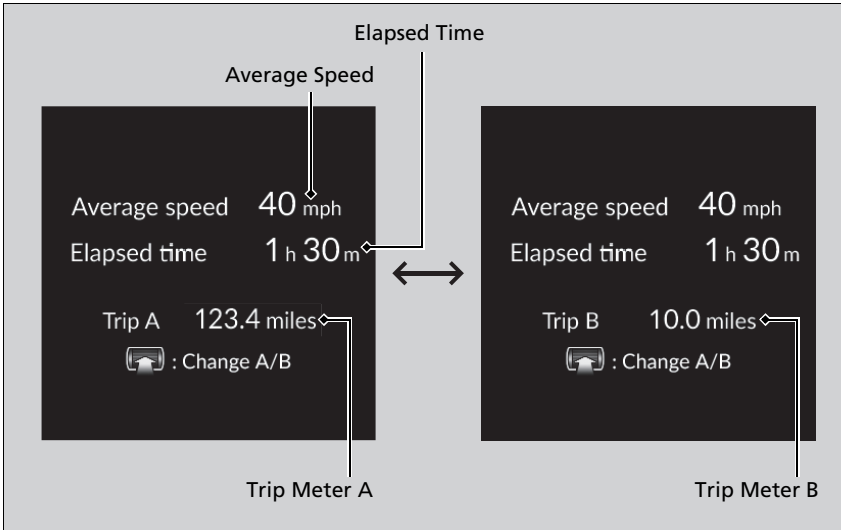 Elapsed Time
Average Speed
Average speed 40 mph
Elapsed time 1 h 30 m
Trip A 123.4 miles
: Change A/B
Average speed 40 mph
Elapsed time 1 h 30 m
Trip B 10.0 miles
: Change A/B
Trip Meter A
Trip Meter B